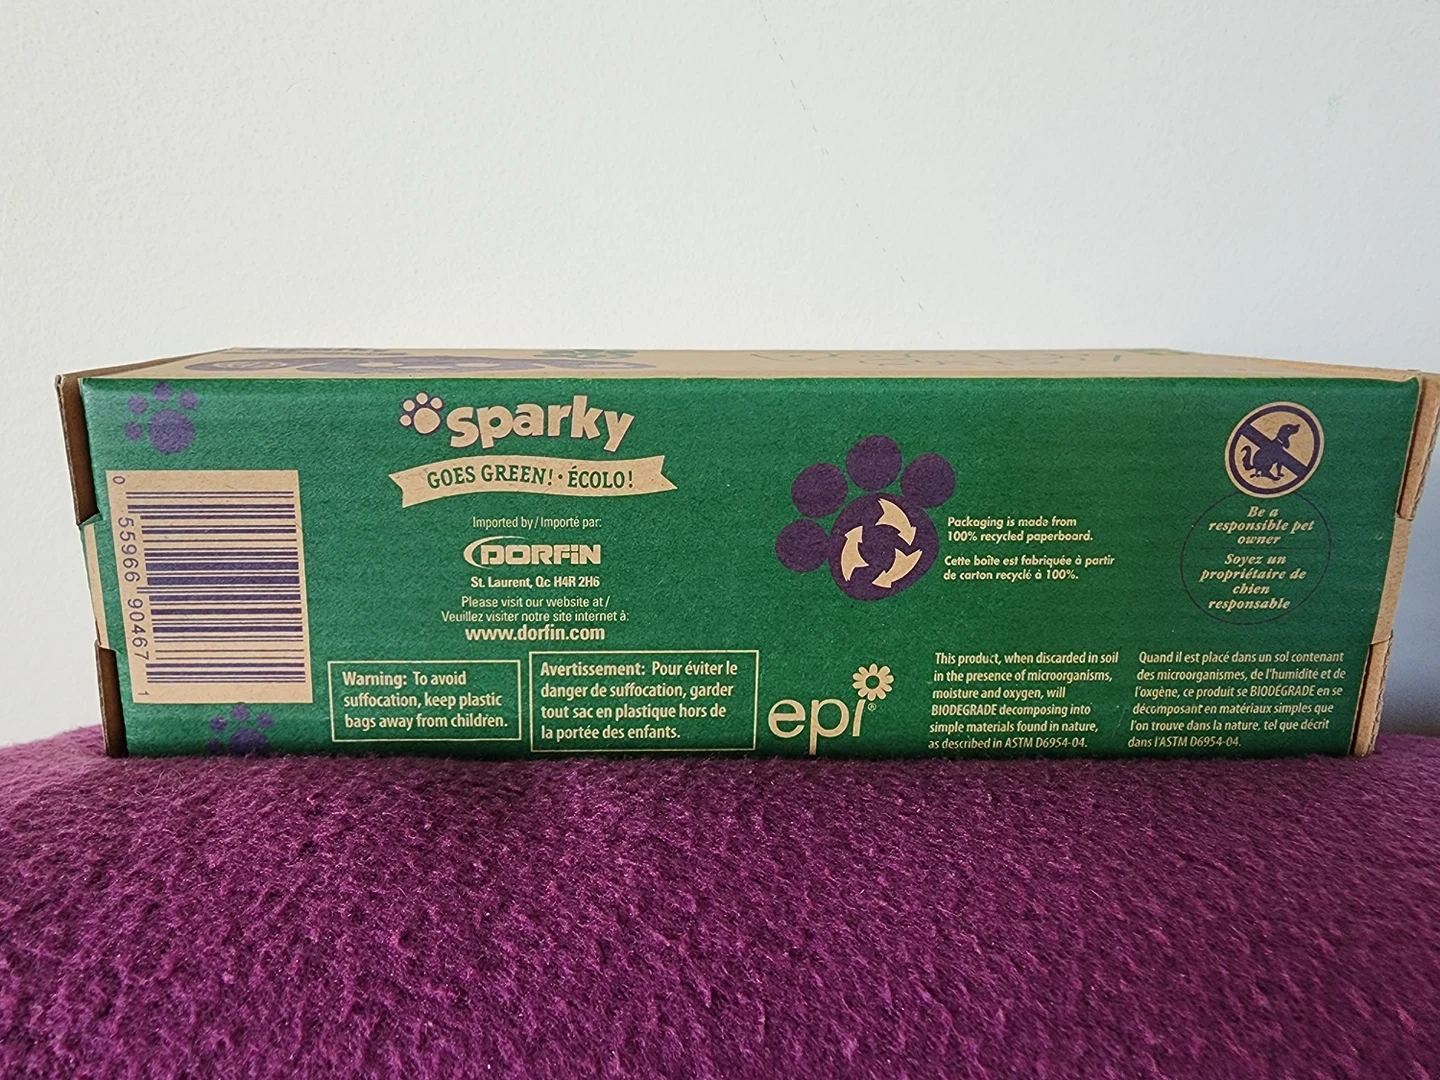 sparky
GOES GREEN! · ÉCOLO!
Imported by / Importé par:
DORFIN
St. Laurent, Qc H4R 2H6
Please visit our website at /
Veuillez visiter notre site internet à:
www.dorfin.com
0 55966 90467 1
Warning: To avoid
suffocation, keep plastic
bags away from children.
Avertissement: Pour éviter le
danger de suffocation, garder
tout sac en plastique hors de
la portée des enfants.
Packaging is made from
100% recycled paperboard.
Cette boîte est fabriquée à partir
de carton recyclé à 100%.
epi®
This product, when discarded in soil
in the presence of microorganisms,
moisture and oxygen, will
BIODEGRADE decomposing into
simple materials found in nature,
as described in ASTM D6954-04.
Quand il est placé dans un sol contenant
des microorganismes, de l'humidité et de
l'oxgène, ce produit se BIODÉGRADE en se
décomposant en matériaux simples que
l'on trouve dans la nature, tel que décrit
dans l'ASTM D6954-04.
Be a
responsible pet
owner
Soyez un
propriétaire de
chien
responsable